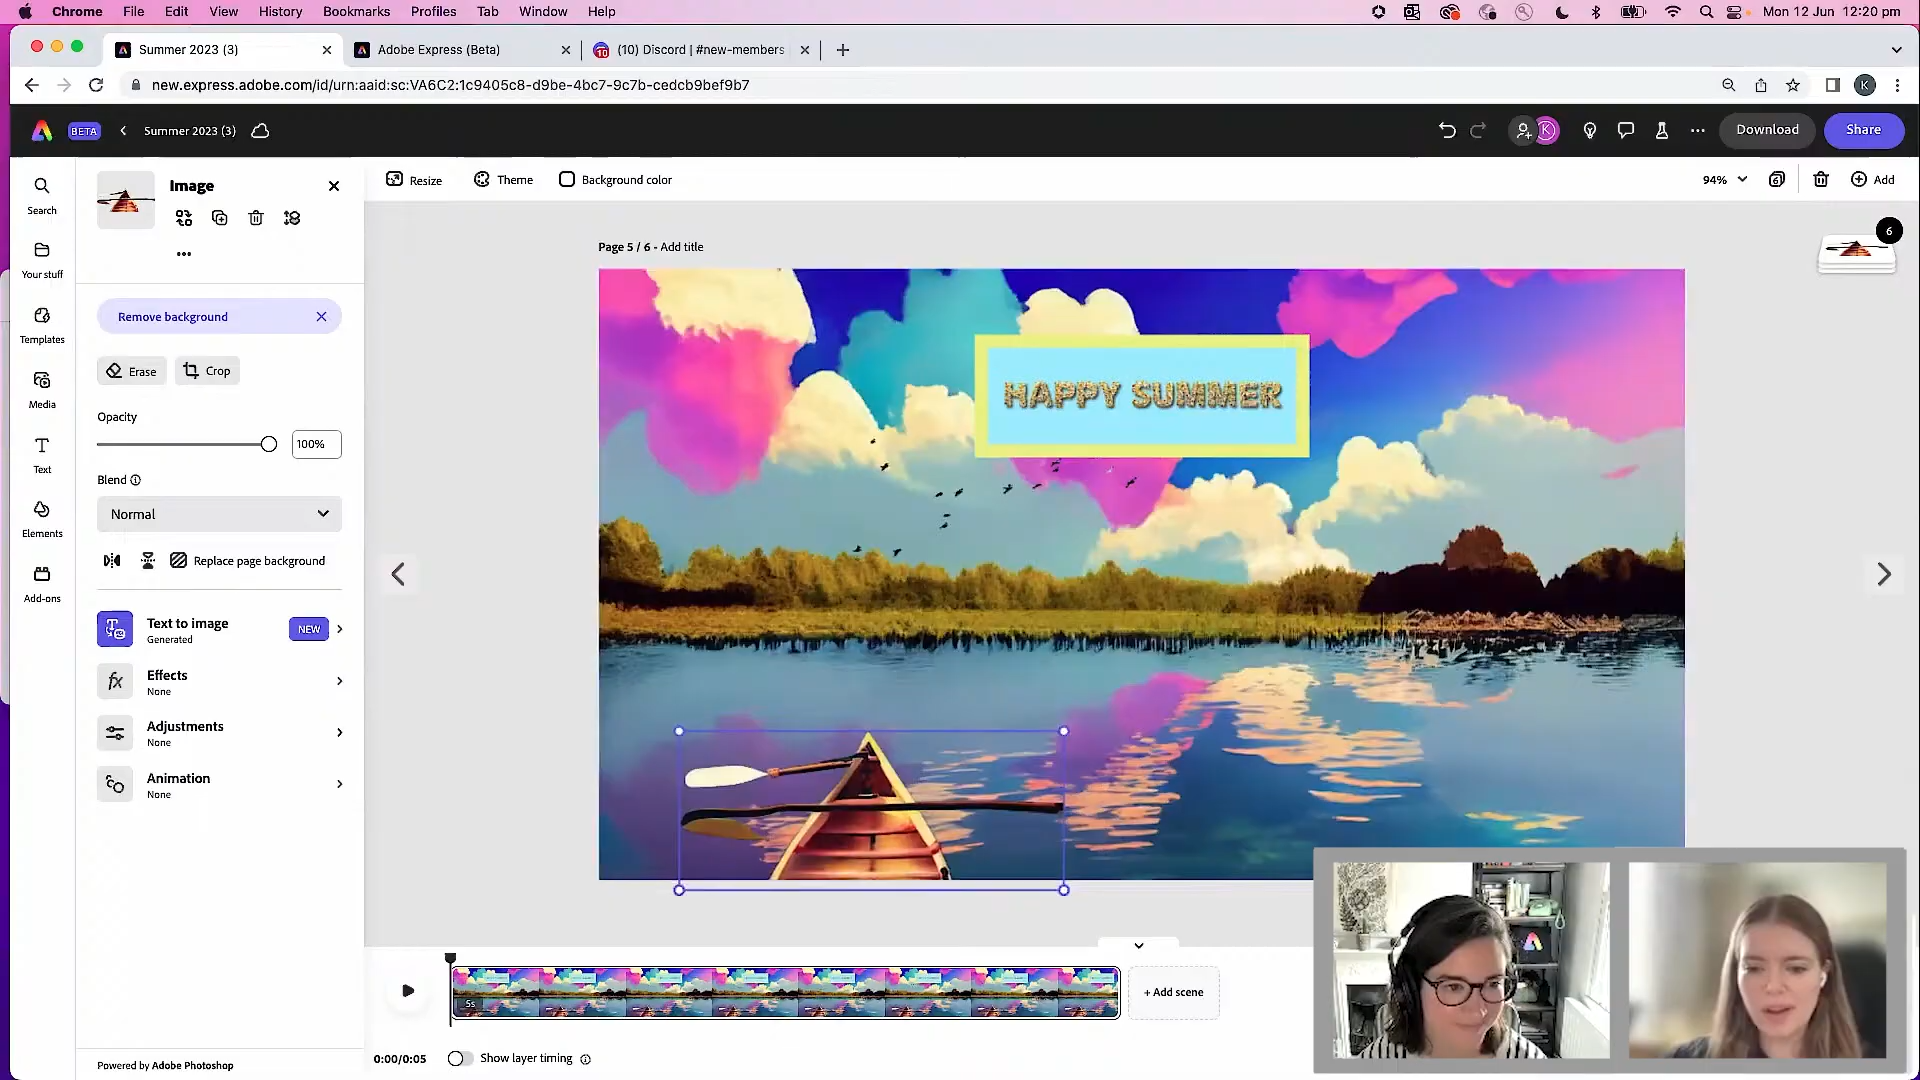 Chrome File Edit View History Bookmarks Profiles Tab Window Help
Mon 12 Jun 12:20 pm
Summer 2023 (3)
Adobe Express (Beta)
(10) Discord | #new-members
new.express.adobe.com/id/urn:aaid:sc:VA6C2:1c9405c8-d9be-4bc7-9c7b-cedcb9bef9b7
K
BETA
Summer 2023 (3)
K
Download
Share
Search
Your stuff
Templates
Media
Text
Elements
Add-ons
Image
Remove background
Erase
Crop
Opacity
100%
Blend
Normal
Replace page background
Text to image
Generated
NEW
Effects
None
Adjustments
None
Animation
None
Powered by Adobe Photoshop
Resize
Theme
Background color
94%
6
Add
Page 5 / 6 - Add title
6
HAPPY SUMMER
5s
+ Add scene
0:00/0:05
Show layer timing